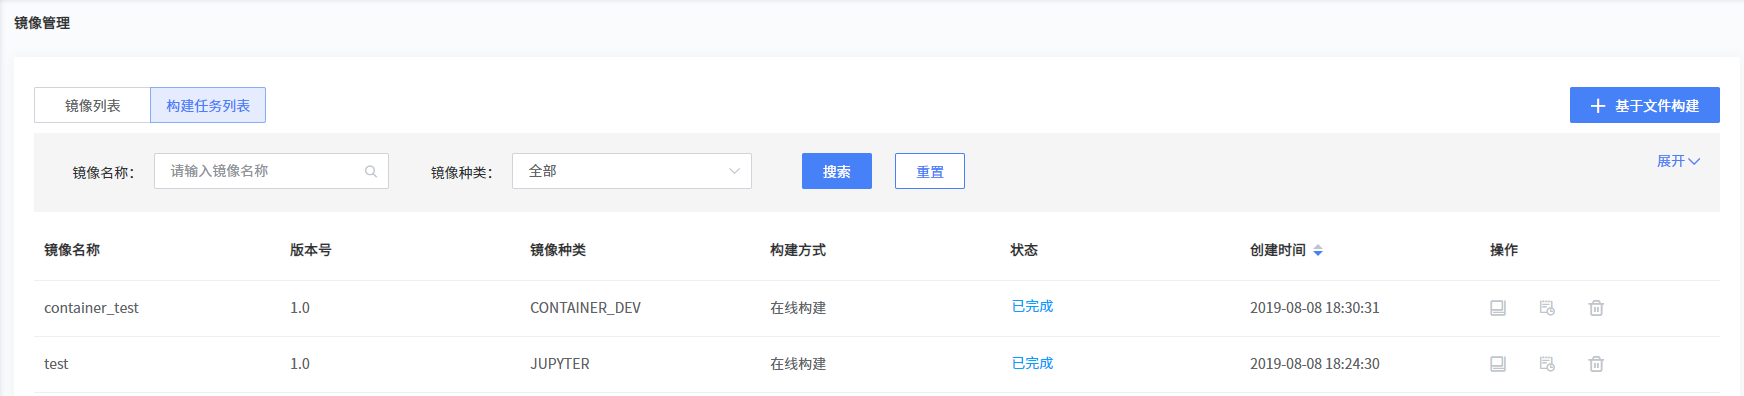 镜像管理
镜像列表 构建任务列表 基于文件构建
镜像名称： 请输入镜像名称 镜像种类： 全部 搜索 重置 展开
镜像名称 版本号 镜像种类 构建方式 状态 创建时间 操作
container_test 1.0 CONTAINER_DEV 在线构建 已完成 2019-08-08 18:30:31
test 1.0 JUPYTER 在线构建 已完成 2019-08-08 18:24:30